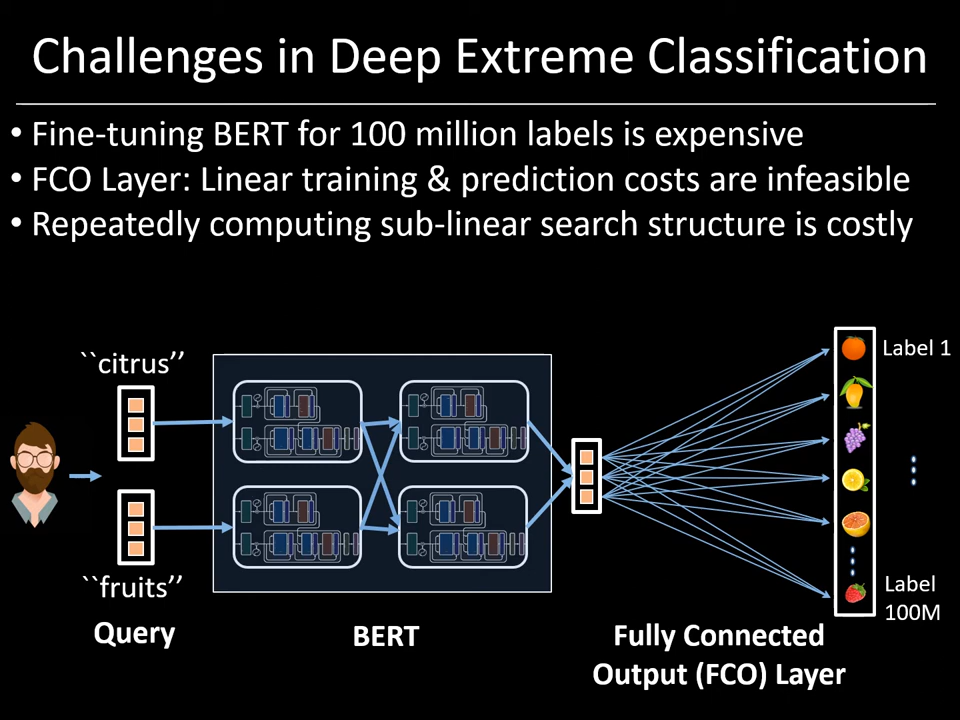 Challenges in Deep Extreme Classification
• Fine-tuning BERT for 100 million labels is expensive
• FCO Layer: Linear training & prediction costs are infeasible
• Repeatedly computing sub-linear search structure is costly
``citrus’’
``fruits’’
Query
BERT
Fully Connected
Output (FCO) Layer
Label 1
Label
100M